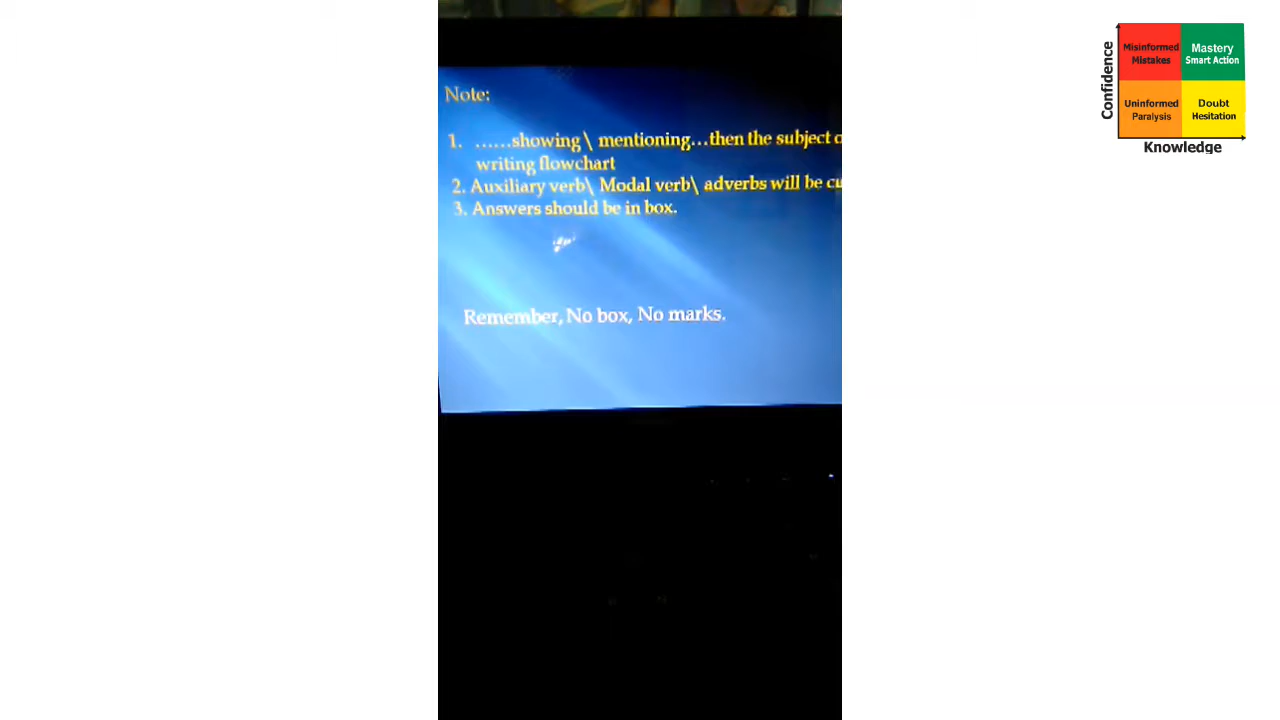 Note:
1. ......showing\ mentioning...then the subject
writing flowchart
2. Auxiliary verb\ Modal verb\ adverbs will be
3. Answers should be in box.
Remember, No box, No marks.
Confidence
Misinformed
Mistakes
Mastery
Smart Action
Uninformed
Paralysis
Doubt
Hesitation
Knowledge